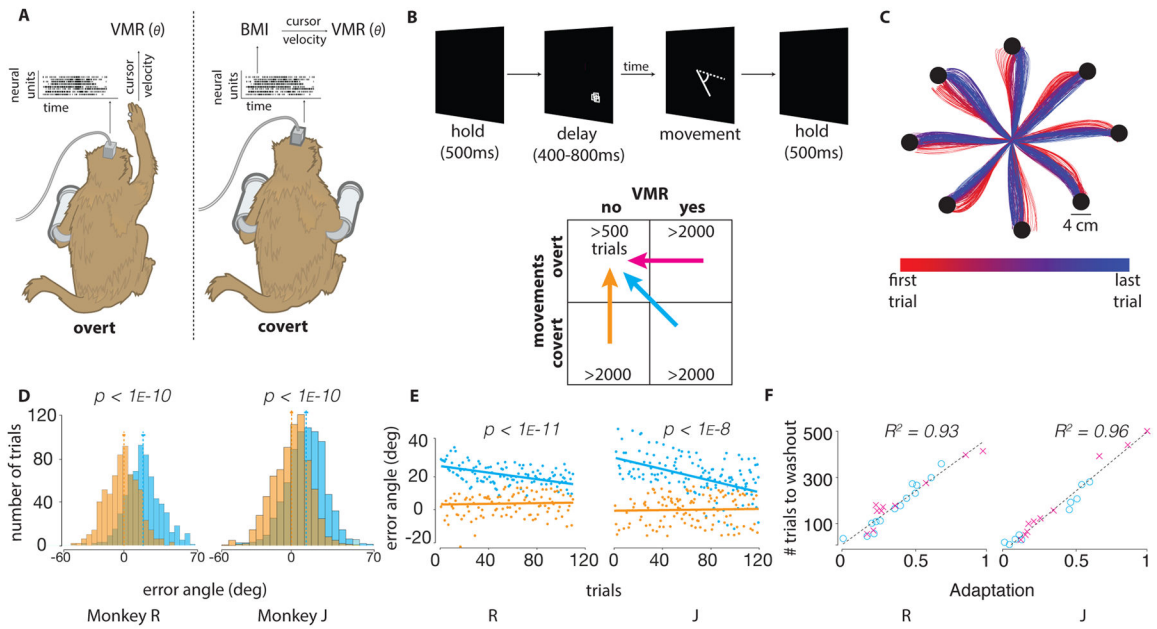 A
VMR (θ)
neural
units
time
cursor
velocity
overt
BMI
cursor
velocity
VMR (θ)
neural
units
time
covert
B
hold
(500ms)
delay
(400-800ms)
time
movement
hold
(500ms)
VMR
no
yes
movements
overt
covert
>500
trials
>2000
>2000
>2000
C
4 cm
first
trial
last
trial
D
p < 1E-10
p < 1E-10
number of trials
120
80
40
0
-60
0
70
-60
0
70
error angle (deg)
Monkey R
Monkey J
E
p < 1E-11
p < 1E-8
error angle (deg)
60
40
20
0
-20
0
40
80
120
0
40
80
120
trials
R
J
F
R² = 0.93
R² = 0.96
# trials to washout
500
300
100
0
0.5
1
0
0.5
1
Adaptation
R
J